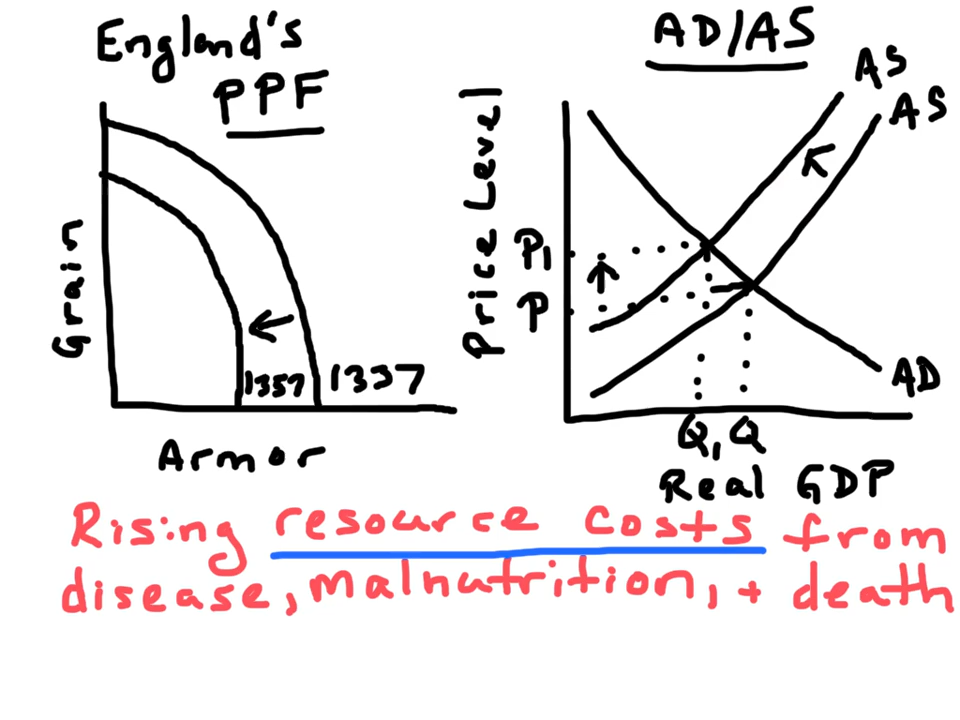 England's
PPF
Grain
1357
1337
Armor
AD/AS
Price Level
AS
AS
P1
P
AD
Q1 Q
Real GDP
Rising resource costs from
disease, malnutrition, + death